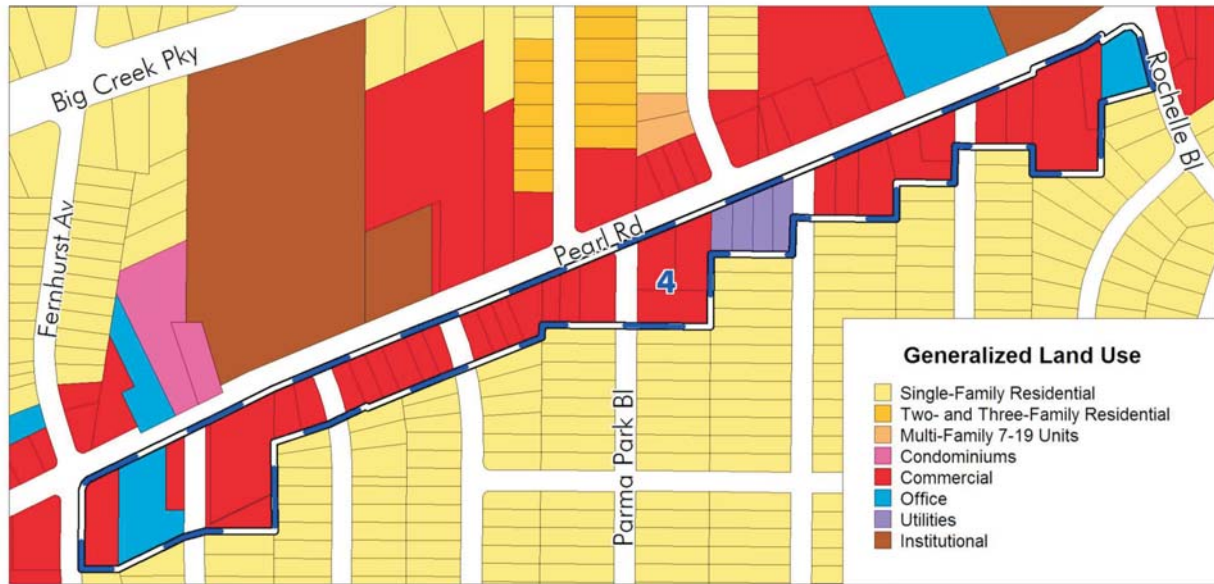 Big Creek Pky
Rochelle Bl
Fernhurst Av
Pearl Rd
4
Parma Park Bl
Generalized Land Use
Single-Family Residential
Two- and Three-Family Residential
Multi-Family 7-19 Units
Condominiums
Commercial
Office
Utilities
Institutional